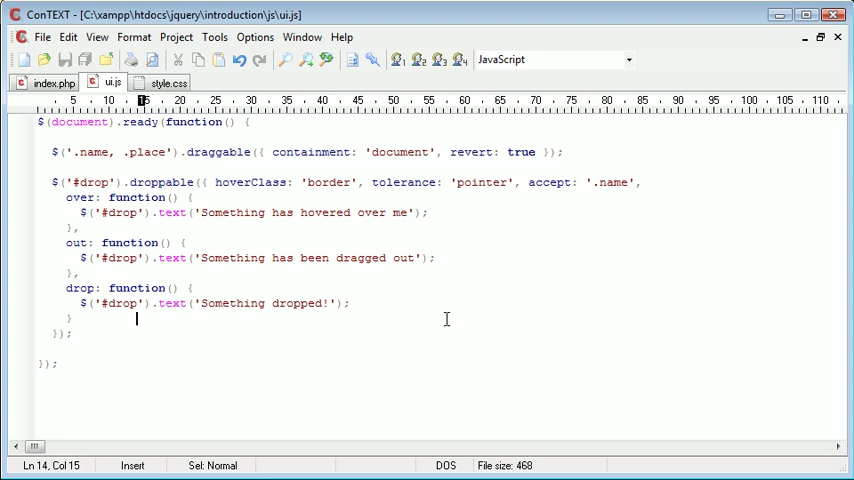 ConTEXT - [C:\xampp\htdocs\jquery\introduction\js\ui.js]
File Edit View Format Project Tools Options Window Help
1 2 3 4 JavaScript
index.php ui.js style.css
5 10 15 20 25 30 35 40 45 50 55 60 65 70 75 80 85 90 95 100 105 110
$(document).ready(function() {
$('.name, .place').draggable({ containment: 'document', revert: true });
$('#drop').droppable({ hoverClass: 'border', tolerance: 'pointer', accept: '.name',
over: function() {
$('#drop').text('Something has hovered over me');
},
out: function() {
$('#drop').text('Something has been dragged out');
},
drop: function() {
$('#drop').text('Something dropped!');
}
});
});
Ln 14, Col 15 Insert Sel: Normal DOS File size: 468